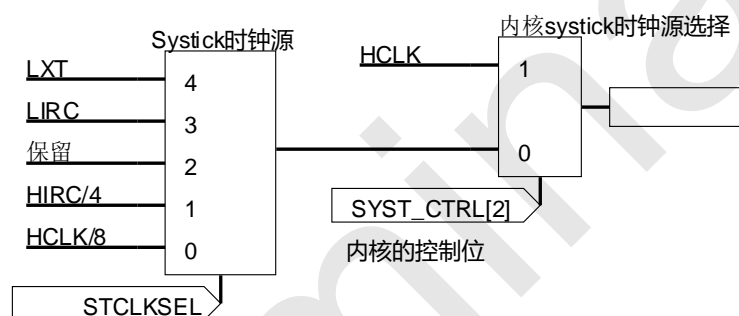 Systick时钟源
内核systick时钟源选择
LXT
4
HCLK
1
LIRC
3
保留
2
0
HIRC/4
1
SYST_CTRL[2]
HCLK/8
0
内核的控制位
STCLKSEL